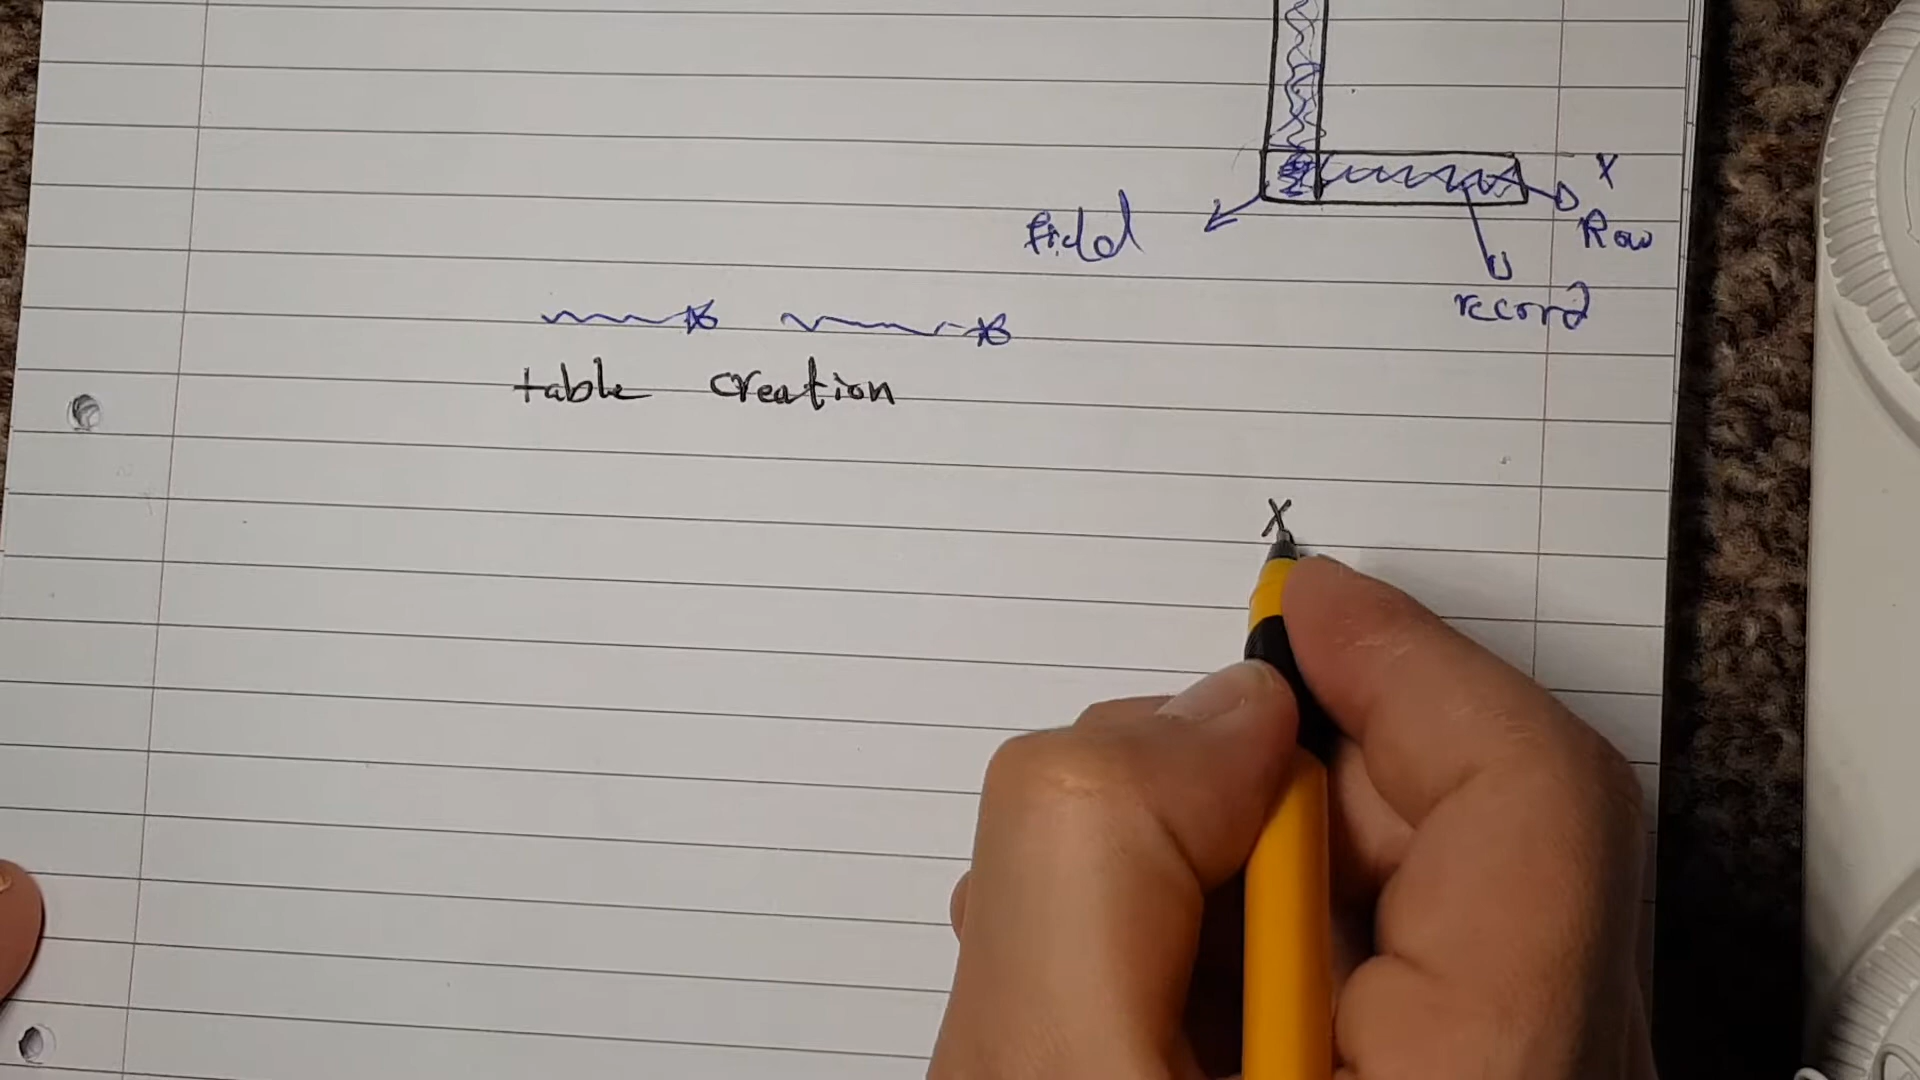 X
Row
field
record
table creation
X